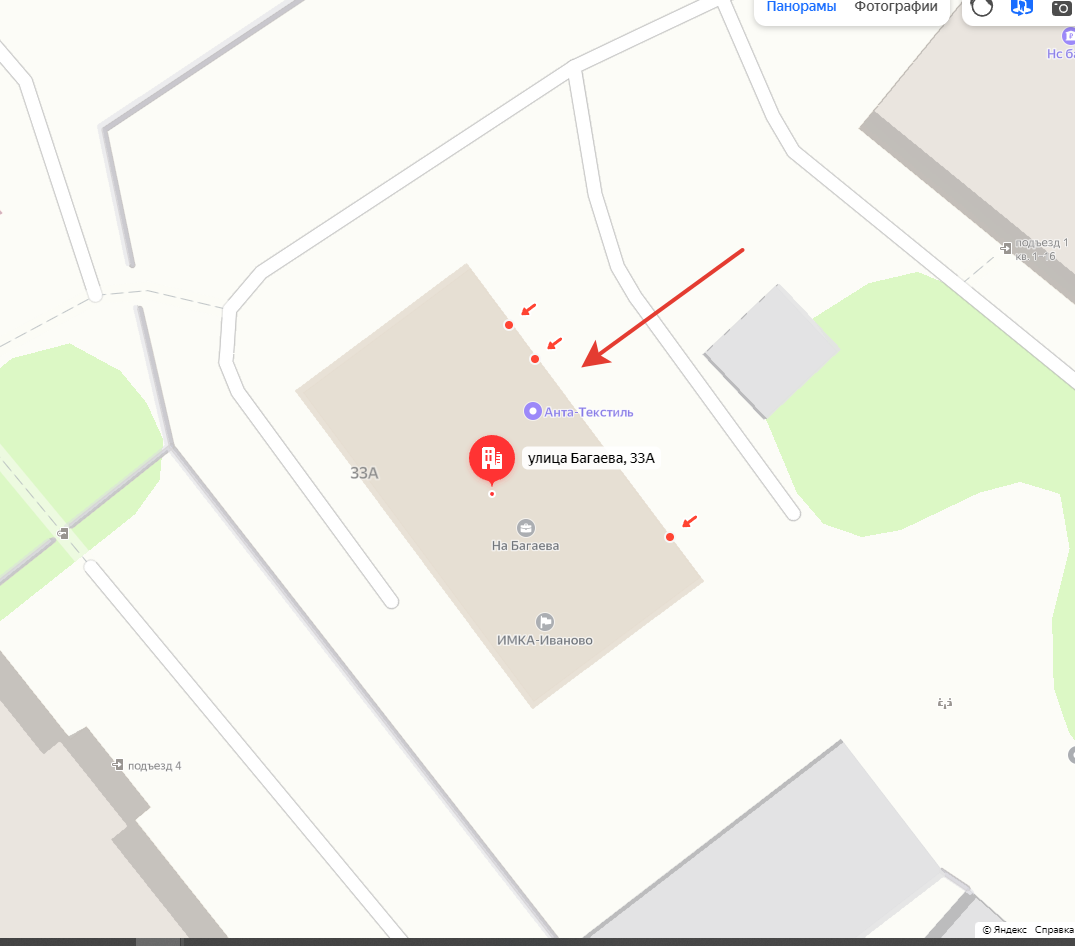 Панорамы
Фотографии
подъезд 1
кв. 1–16
Анта-Текстиль
улица Багаева, 33А
33А
На Багаева
ИМКА-Иваново
подъезд 4
© Яндекс Справка